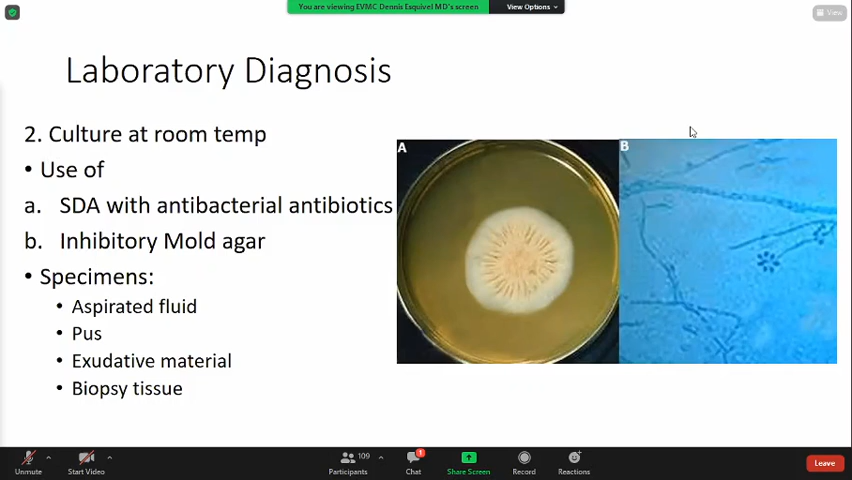 You are viewing EVMC Dennis Esquivel MD's screen
View Options
View
Laboratory Diagnosis
2. Culture at room temp
• Use of
a. SDA with antibacterial antibiotics
b. Inhibitory Mold agar
• Specimens:
• Aspirated fluid
• Pus
• Exudative material
• Biopsy tissue
A
B
Unmute
Start Video
109
Participants
1
Chat
Share Screen
Record
Reactions
Leave